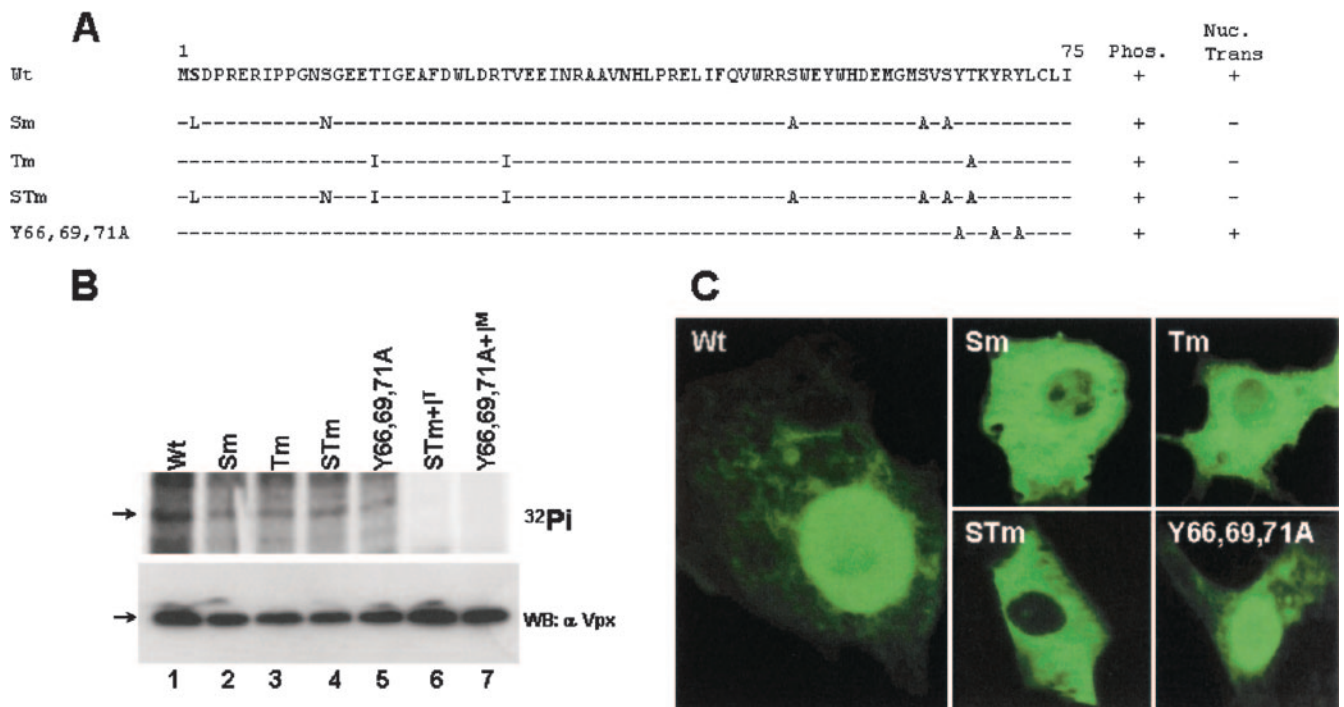 A
1 75 Phos. Nuc. Trans
Wt MSDPRERIPPGNSGEETIGEAFDWLDRTVEEINRAAVNHLPRELIFQVWRRSWEYWHDEMGMSVSYTKYRYLCLI + +
Sm -L----------N--------------------------------------A----------A-A---------- + -
Tm ----------------I----------I--------------------------------------A-------- + -
STm -L----------N---I----------I-----------------------A----------A-A-A-------- + -
Y66,69,71A -----------------------------------------------------------------A--A-A---- + +
B
Wt Sm Tm STm Y66,69,71A STm+I^T Y66,69,71A+I^M
→ ³²Pi
→ WB: α Vpx
1 2 3 4 5 6 7
C
Wt Sm Tm
STm Y66,69,71A